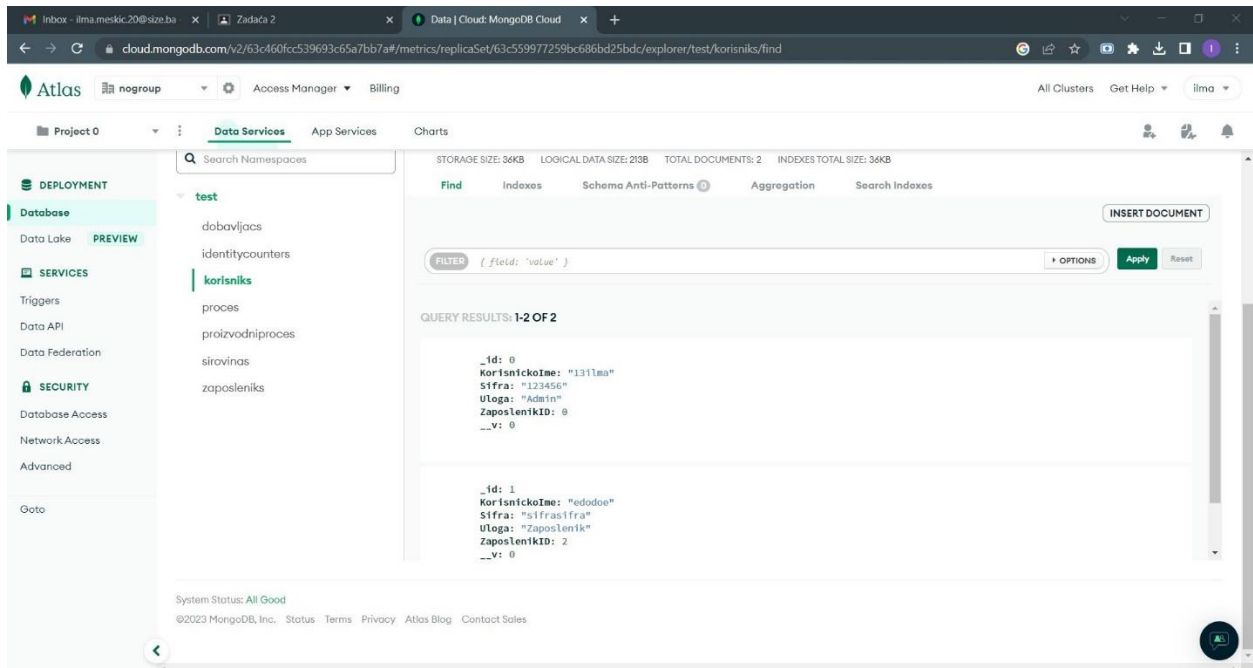 Inbox - ilma.meskic.20@size.ba
Zadaća 2
Data | Cloud: MongoDB Cloud
cloud.mongodb.com/v2/63c460fcc539693c65a7bb7a#/metrics/replicaSet/63c559977259bc686bd25bdc/explorer/test/korisniks/find
Atlas
nogroup
Access Manager
Billing
All Clusters
Get Help
ilma
Project 0
Data Services
App Services
Charts
DEPLOYMENT
Database
Data Lake PREVIEW
SERVICES
Triggers
Data API
Data Federation
SECURITY
Database Access
Network Access
Advanced
Goto
Search Namespaces
test
dobavljacs
identitycounters
korisniks
proces
proizvodniproces
sirovinas
zaposleniks
STORAGE SIZE: 36KB LOGICAL DATA SIZE: 213B TOTAL DOCUMENTS: 2 INDEXES TOTAL SIZE: 36KB
Find Indexes Schema Anti-Patterns 0 Aggregation Search Indexes
INSERT DOCUMENT
FILTER { field: 'value' } OPTIONS Apply Reset
QUERY RESULTS: 1-2 OF 2
_id: 0
KorisnickoIme: "13ilma"
Sifra: "123456"
Uloga: "Admin"
ZaposlenikID: 0
__v: 0
_id: 1
KorisnickoIme: "edodoe"
Sifra: "sifrasifra"
Uloga: "Zaposlenik"
ZaposlenikID: 2
__v: 0
System Status: All Good
©2023 MongoDB, Inc. Status Terms Privacy Atlas Blog Contact Sales